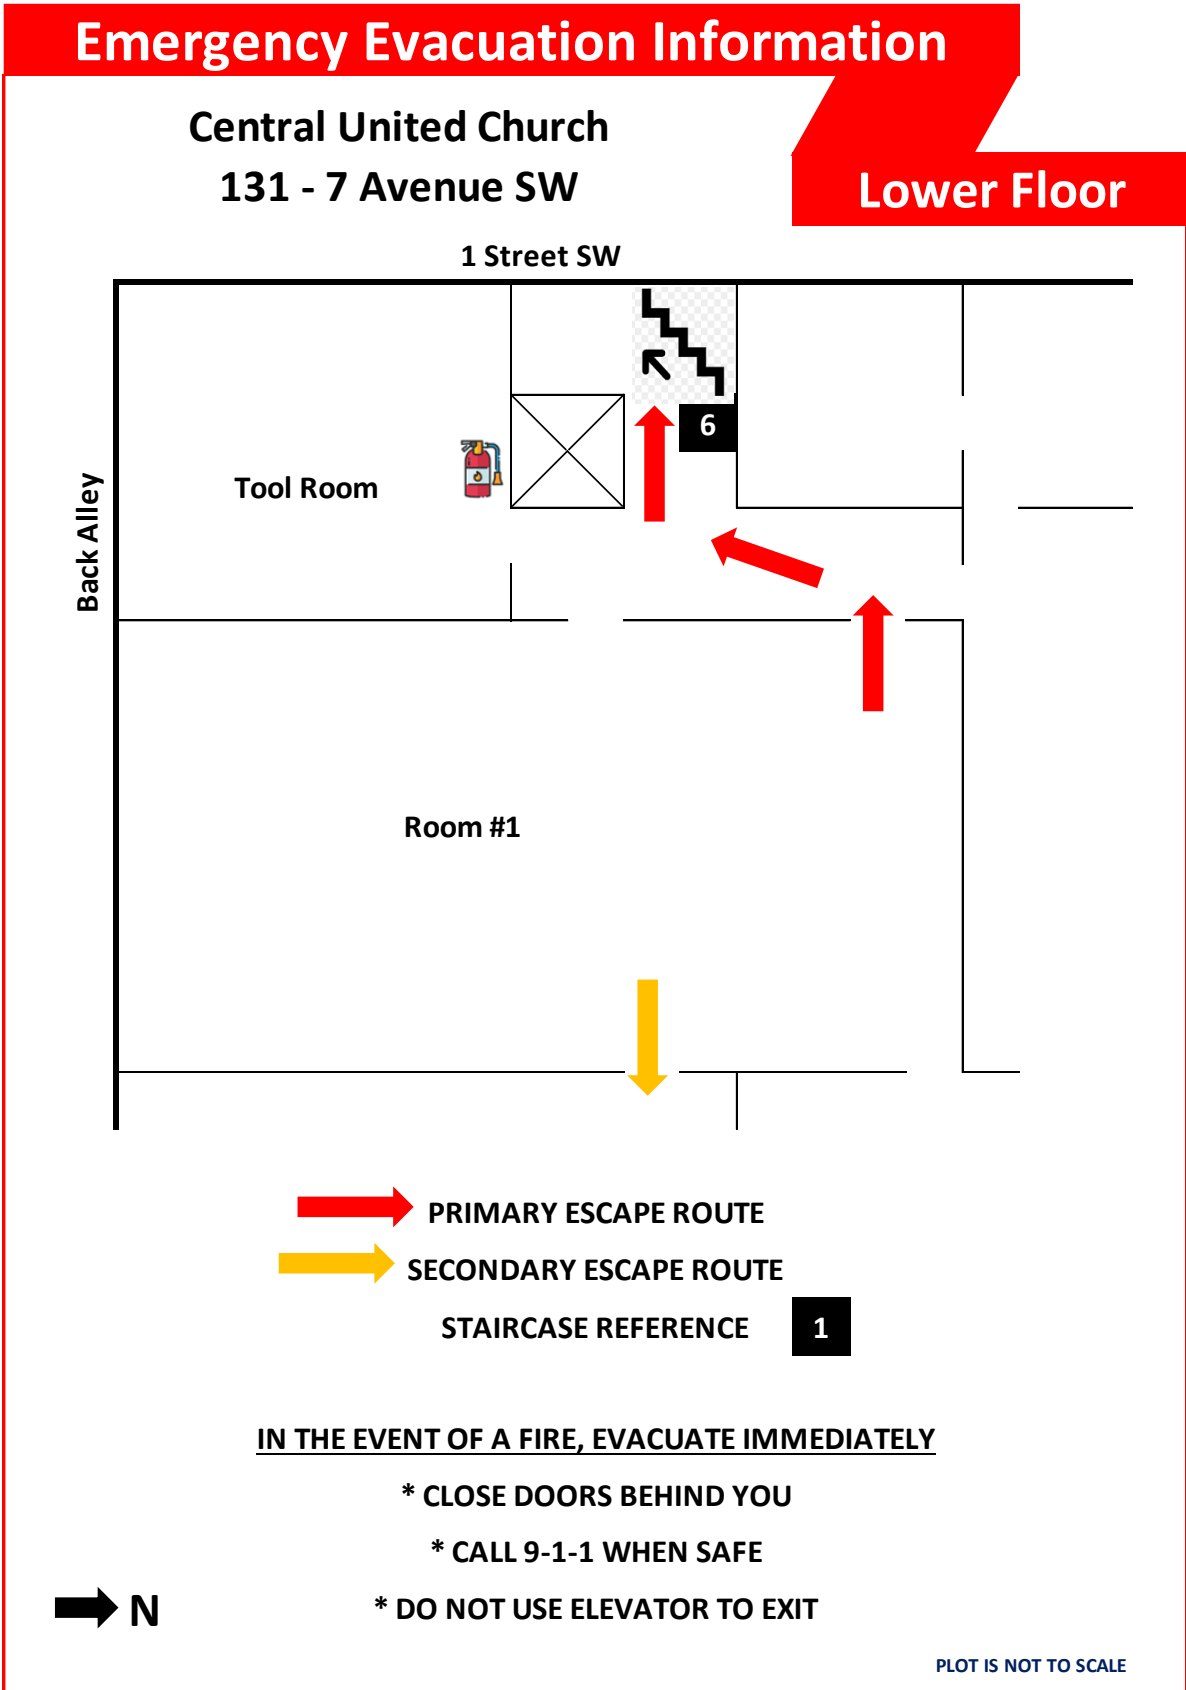 Emergency Evacuation Information
Central United Church
131 - 7 Avenue SW
Lower Floor
1 Street SW
6
Tool Room
Back Alley
Room #1
PRIMARY ESCAPE ROUTE
SECONDARY ESCAPE ROUTE
STAIRCASE REFERENCE 1
IN THE EVENT OF A FIRE, EVACUATE IMMEDIATELY
* CLOSE DOORS BEHIND YOU
* CALL 9-1-1 WHEN SAFE
* DO NOT USE ELEVATOR TO EXIT
N
PLOT IS NOT TO SCALE